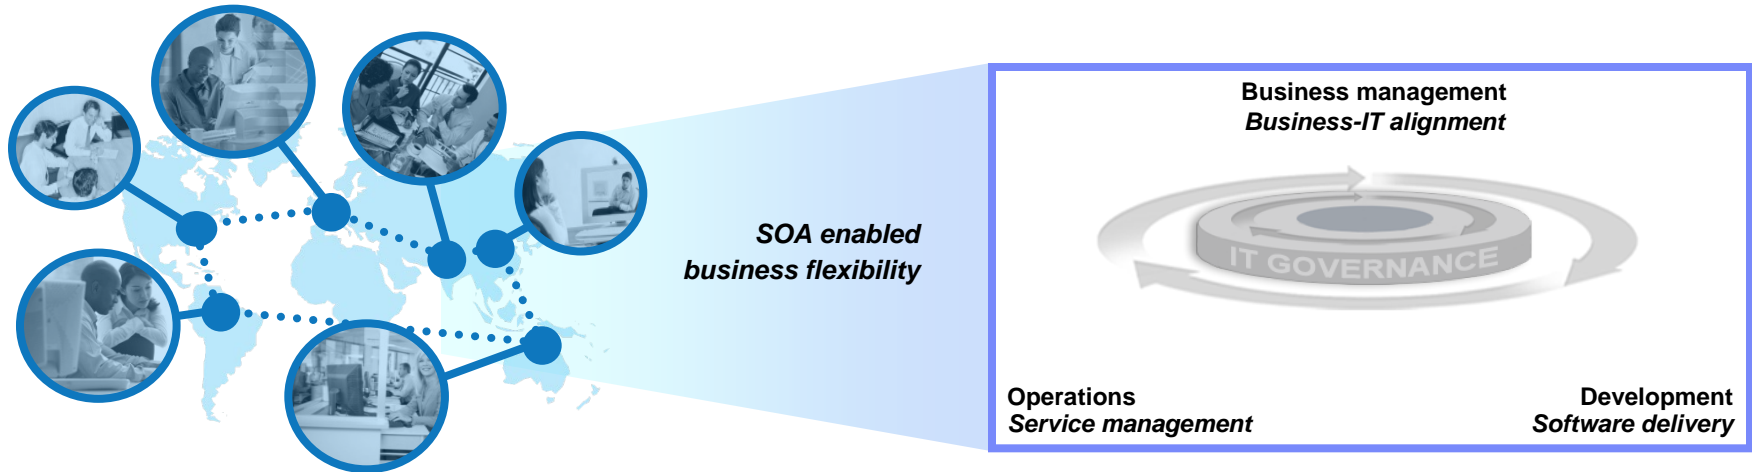 SOA enabled
business flexibility
Business management
Business-IT alignment
IT GOVERNANCE
Operations
Service management
Development
Software delivery